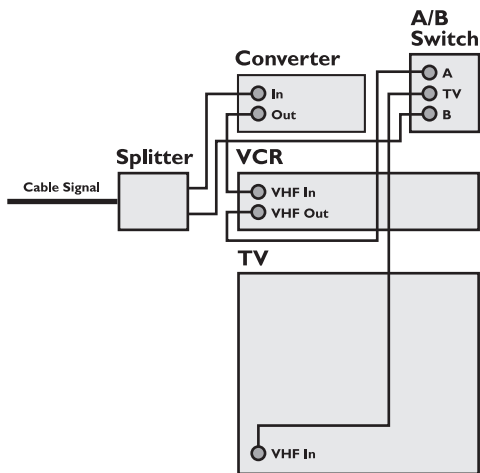 A/B
Switch
Converter
A
In
TV
Out
B
Splitter
VCR
Cable Signal
VHF In
VHF Out
TV
VHF In